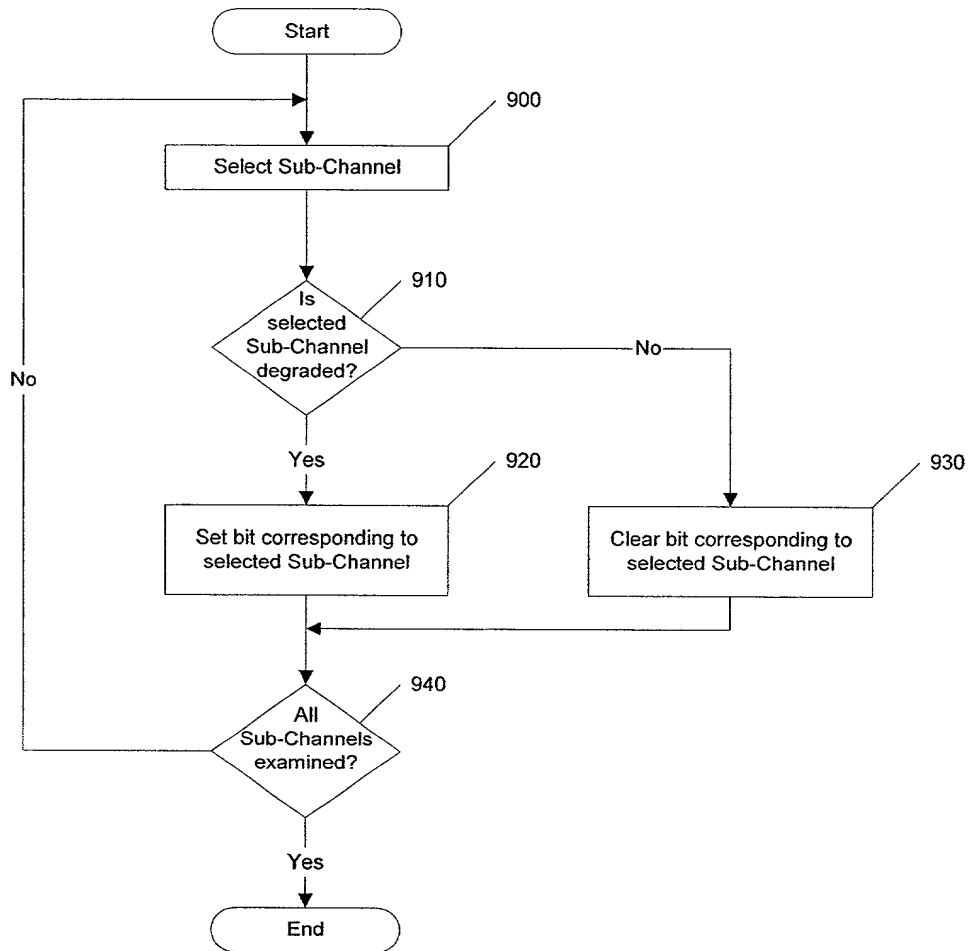 Start
900
Select Sub-Channel
910
Is
selected
Sub-Channel
degraded?
No
No
Yes
920
930
Set bit corresponding to
selected Sub-Channel
Clear bit corresponding to
selected Sub-Channel
940
All
Sub-Channels
examined?
Yes
End